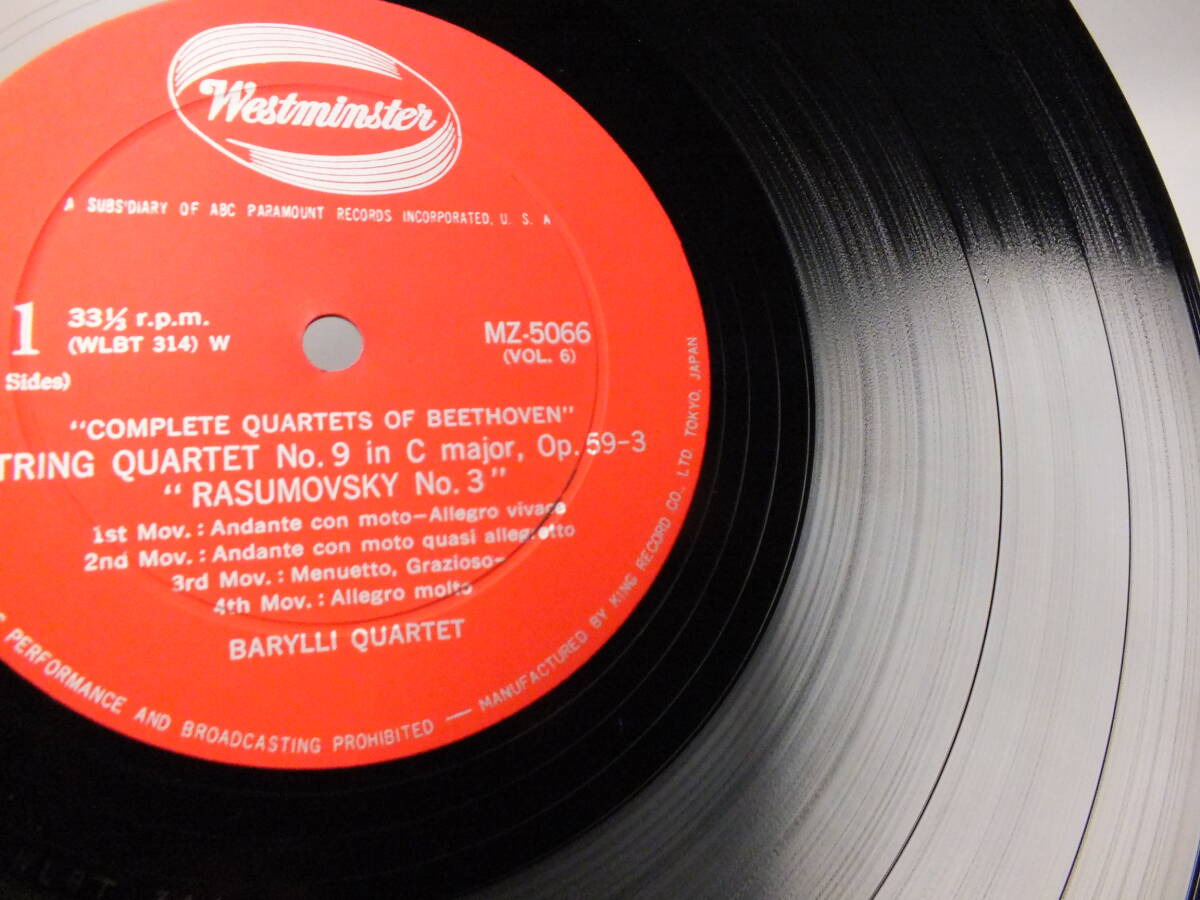 Westminster
A SUBS'DIARY OF ABC PARAMOUNT RECORDS INCORPORATED, U. S. A
1 33⅓ r.p.m.
(WLBT 314) W
Sides)
MZ-5066
(VOL. 6)
"COMPLETE QUARTETS OF BEETHOVEN"
TRING QUARTET No. 9 in C major, Op. 59-3
"RASUMOVSKY No. 3"
1st Mov. : Andante con moto-Allegro vivace
2nd Mov. : Andante con moto quasi allegretto
3rd Mov. : Menuetto, Grazioso-
4th Mov. : Allegro molto
BARYLLI QUARTET
PERFORMANCE AND BROADCASTING PROHIBITED — MANUFACTURED BY KING RECORD CO., LTD. TOKYO, JAPAN